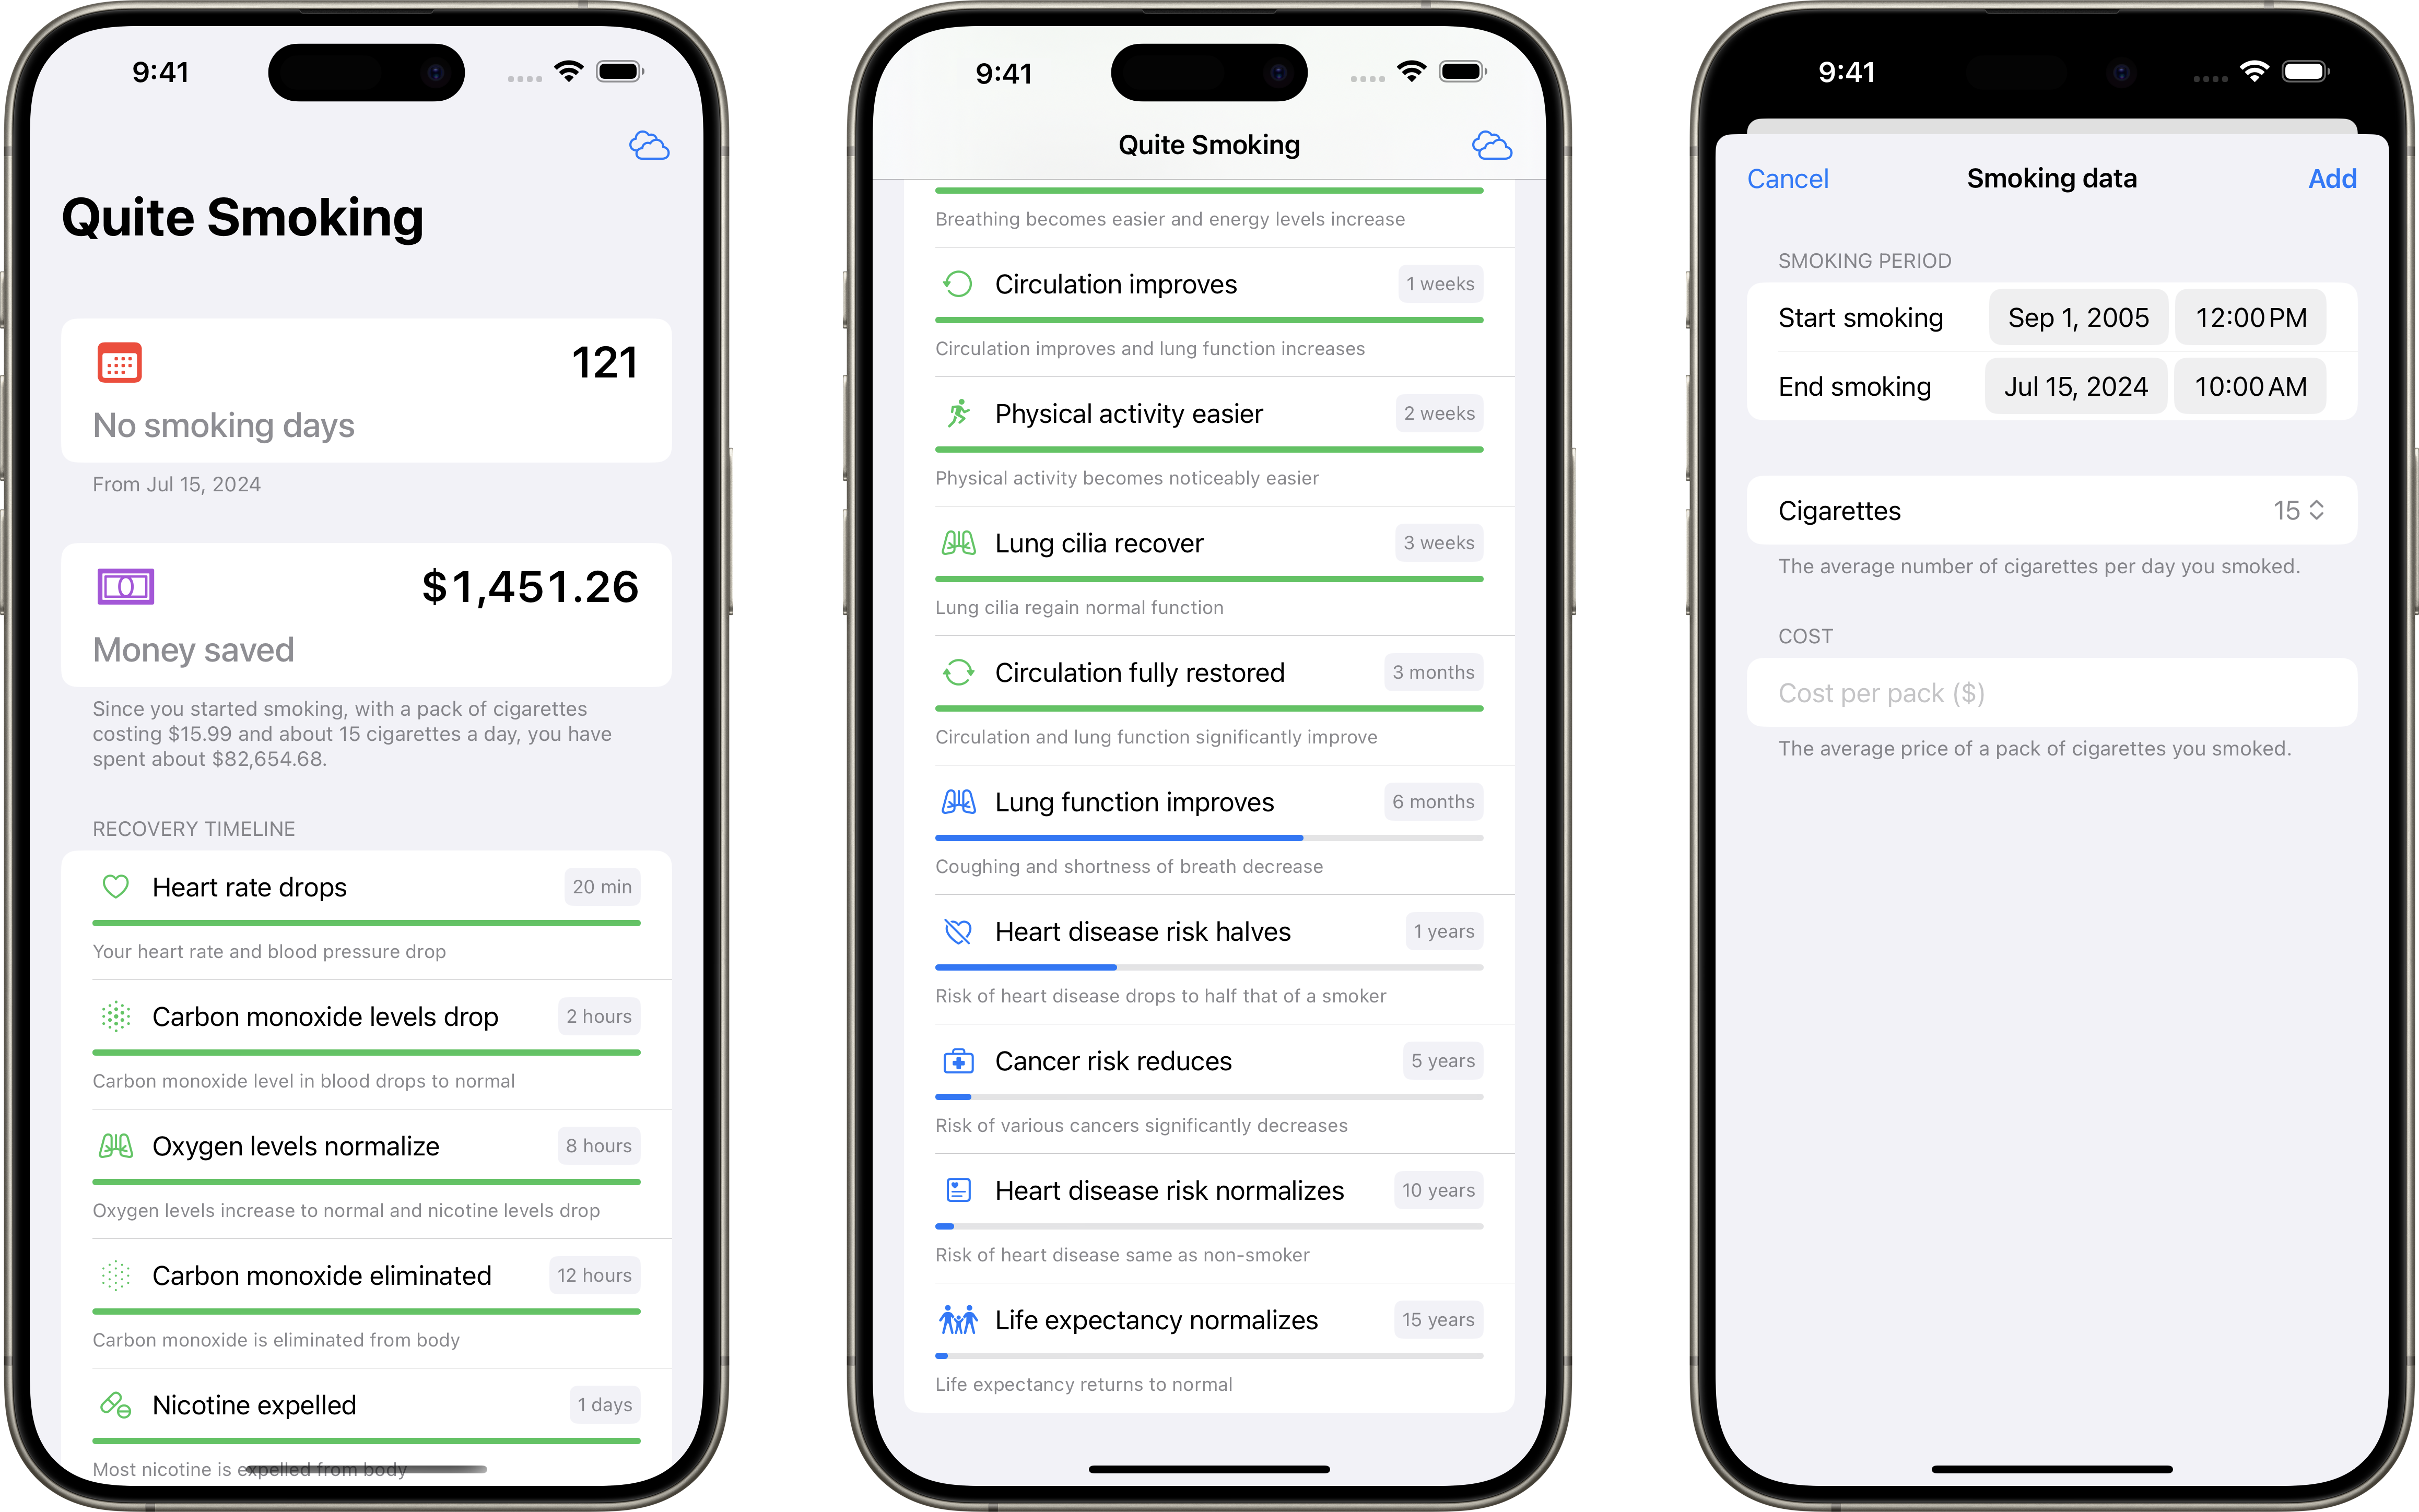 9:41
Quite Smoking
121
No smoking days
From Jul 15, 2024
$1,451.26
Money saved
Since you started smoking, with a pack of cigarettes
costing $15.99 and about 15 cigarettes a day, you have
spent about $82,654.68.
RECOVERY TIMELINE
Heart rate drops
20 min
Your heart rate and blood pressure drop
Carbon monoxide levels drop
2 hours
Carbon monoxide level in blood drops to normal
Oxygen levels normalize
8 hours
Oxygen levels increase to normal and nicotine levels drop
Carbon monoxide eliminated
12 hours
Carbon monoxide is eliminated from body
Nicotine expelled
1 days
Most nicotine is expelled from body
9:41
Quite Smoking
Breathing becomes easier and energy levels increase
Circulation improves
1 weeks
Circulation improves and lung function increases
Physical activity easier
2 weeks
Physical activity becomes noticeably easier
Lung cilia recover
3 weeks
Lung cilia regain normal function
Circulation fully restored
3 months
Circulation and lung function significantly improve
Lung function improves
6 months
Coughing and shortness of breath decrease
Heart disease risk halves
1 years
Risk of heart disease drops to half that of a smoker
Cancer risk reduces
5 years
Risk of various cancers significantly decreases
Heart disease risk normalizes
10 years
Risk of heart disease same as non-smoker
Life expectancy normalizes
15 years
Life expectancy returns to normal
9:41
Cancel
Smoking data
Add
SMOKING PERIOD
Start smoking
Sep 1, 2005
12:00 PM
End smoking
Jul 15, 2024
10:00 AM
Cigarettes
15
The average number of cigarettes per day you smoked.
COST
Cost per pack ($)
The average price of a pack of cigarettes you smoked.